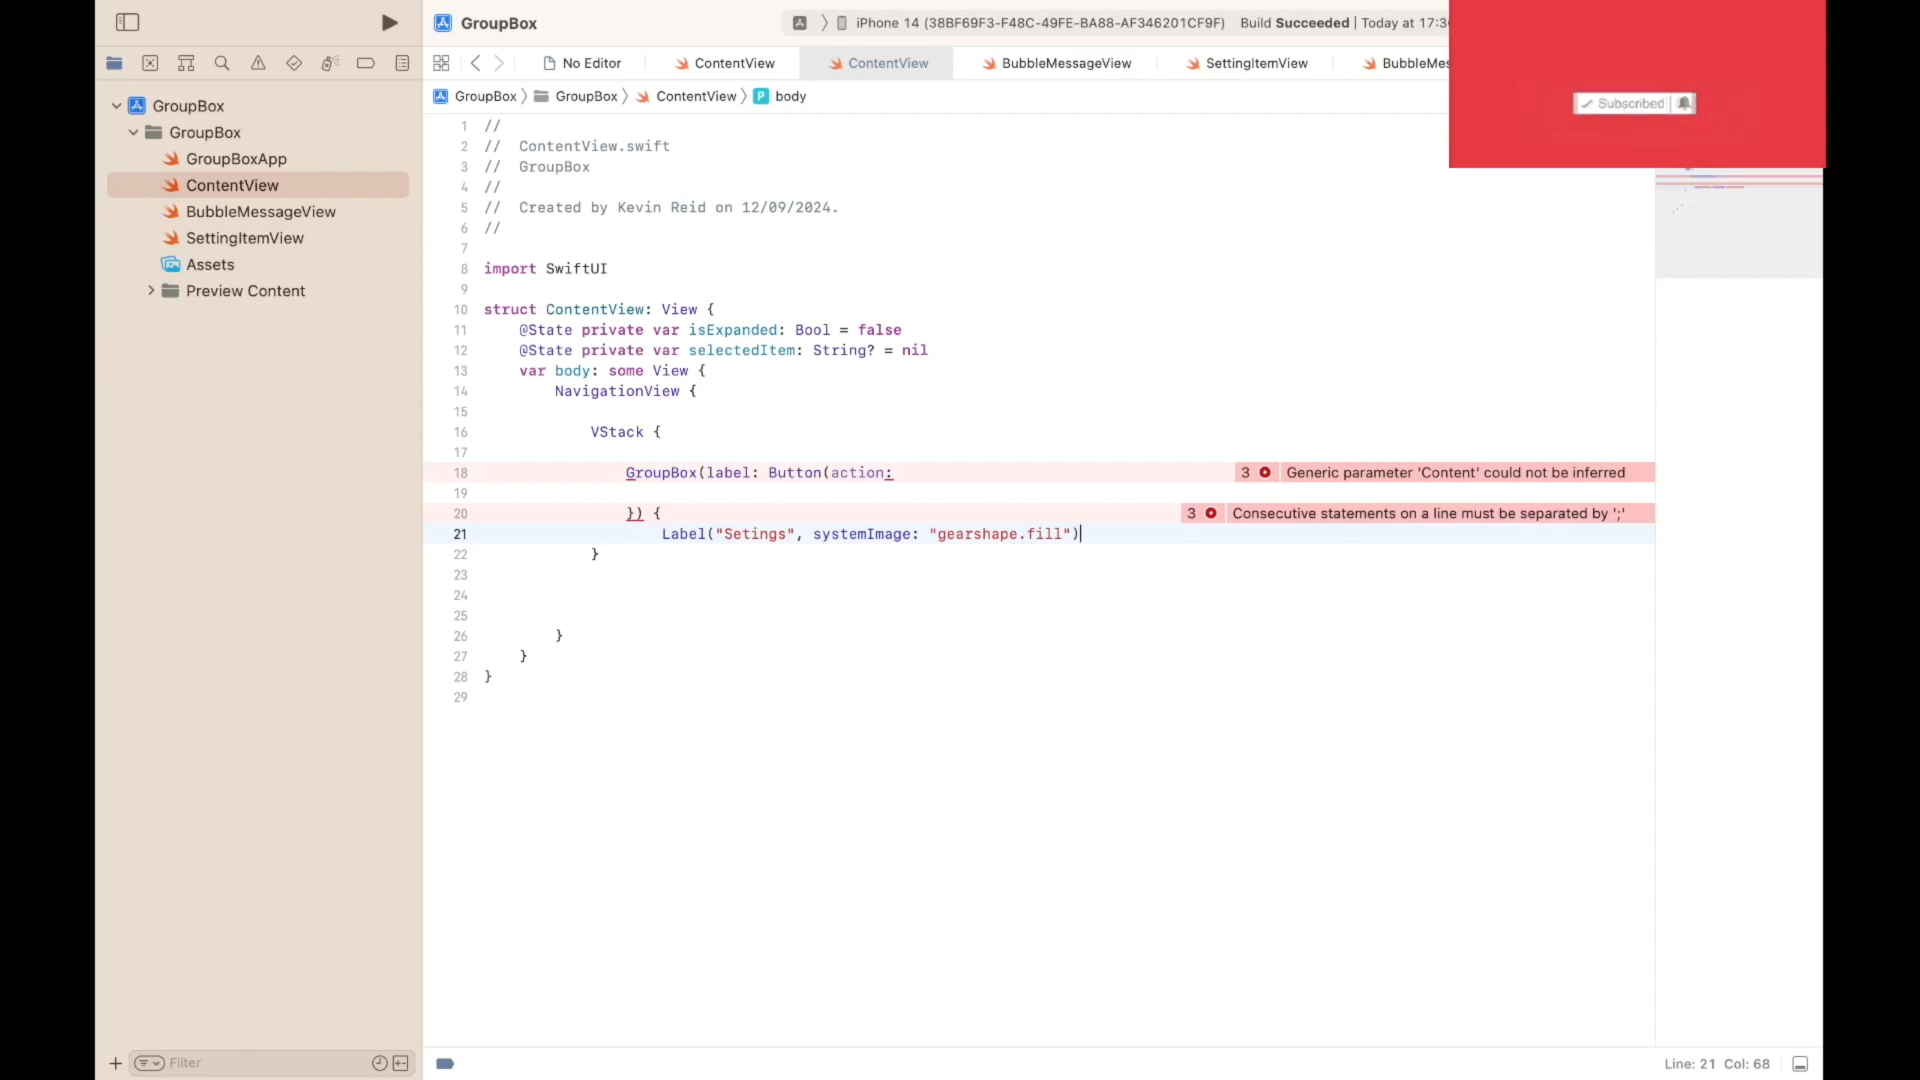 GroupBox
iPhone 14 (38BF69F3-F48C-49FE-BA88-AF346201CF9F) Build Succeeded | Today at 17:3
Subscribed
No Editor
ContentView
ContentView
BubbleMessageView
SettingItemView
BubbleMes
GroupBox 〉 GroupBox 〉 ContentView 〉 P body
GroupBox
GroupBox
GroupBoxApp
ContentView
BubbleMessageView
SettingItemView
Assets
Preview Content
1 //
2 // ContentView.swift
3 // GroupBox
4 //
5 // Created by Kevin Reid on 12/09/2024.
6 //
7
8 import SwiftUI
9
10 struct ContentView: View {
11 @State private var isExpanded: Bool = false
12 @State private var selectedItem: String? = nil
13 var body: some View {
14 NavigationView {
15
16 VStack {
17
18 GroupBox(label: Button(action: 3 Generic parameter 'Content' could not be inferred
19
20 }) { 3 Consecutive statements on a line must be separated by ';'
21 Label("Setings", systemImage: "gearshape.fill")
22 }
23
24
25
26 }
27 }
28 }
29
Filter
Line: 21 Col: 68